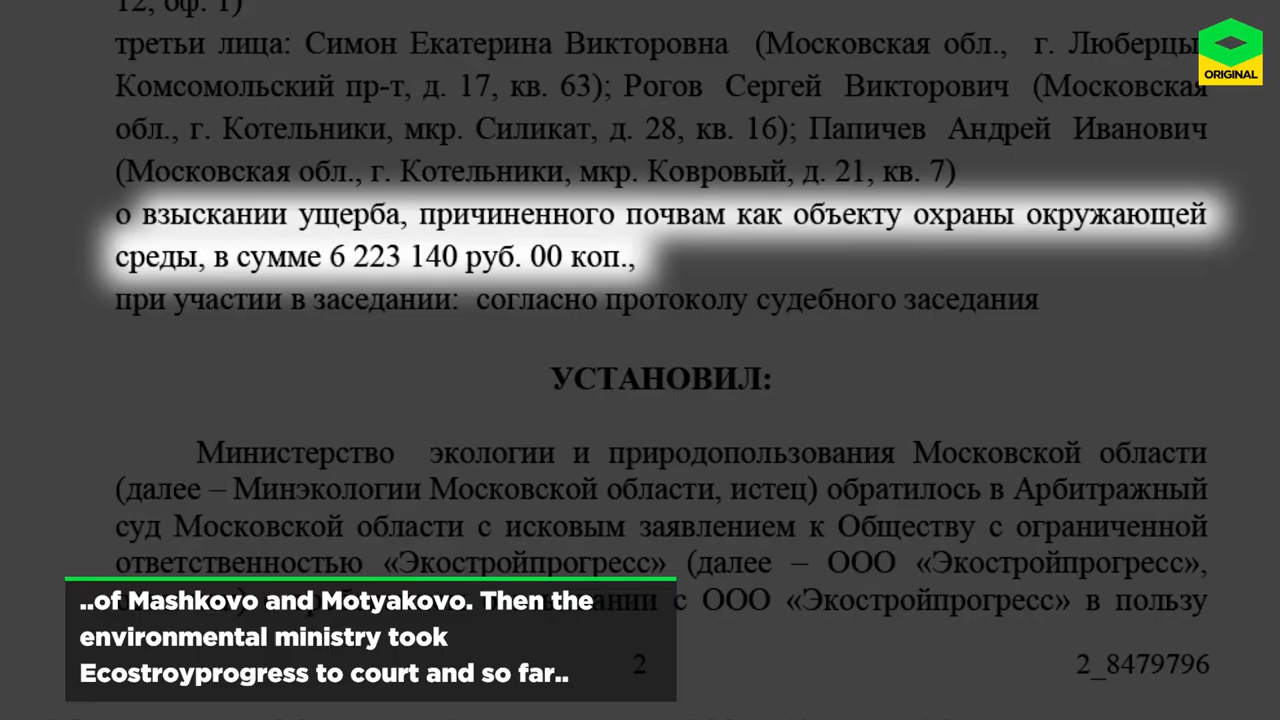 12, оф. 1)
третьи лица: Симон Екатерина Викторовна (Московская обл., г. Люберцы,
Комсомольский пр-т, д. 17, кв. 63); Рогов Сергей Викторович (Московская
обл., г. Котельники, мкр. Силикат, д. 28, кв. 16); Папичев Андрей Иванович
(Московская обл., г. Котельники, мкр. Ковровый, д. 21, кв. 7)
о взыскании ущерба, причиненного почвам как объекту охраны окружающей
среды, в сумме 6 223 140 руб. 00 коп.,
при участии в заседании: согласно протоколу судебного заседания
УСТАНОВИЛ:
Министерство экологии и природопользования Московской области
(далее – Минэкологии Московской области, истец) обратилось в Арбитражный
суд Московской области с исковым заявлением к Обществу с ограниченной
ответственностью «Экостройпрогресс» (далее – ООО «Экостройпрогресс»,
с ООО «Экостройпрогресс» в пользу
2
2_8479796
ORIGINAL
..of Mashkovo and Motyakovo. Then the
environmental ministry took
Ecostroyprogress to court and so far..